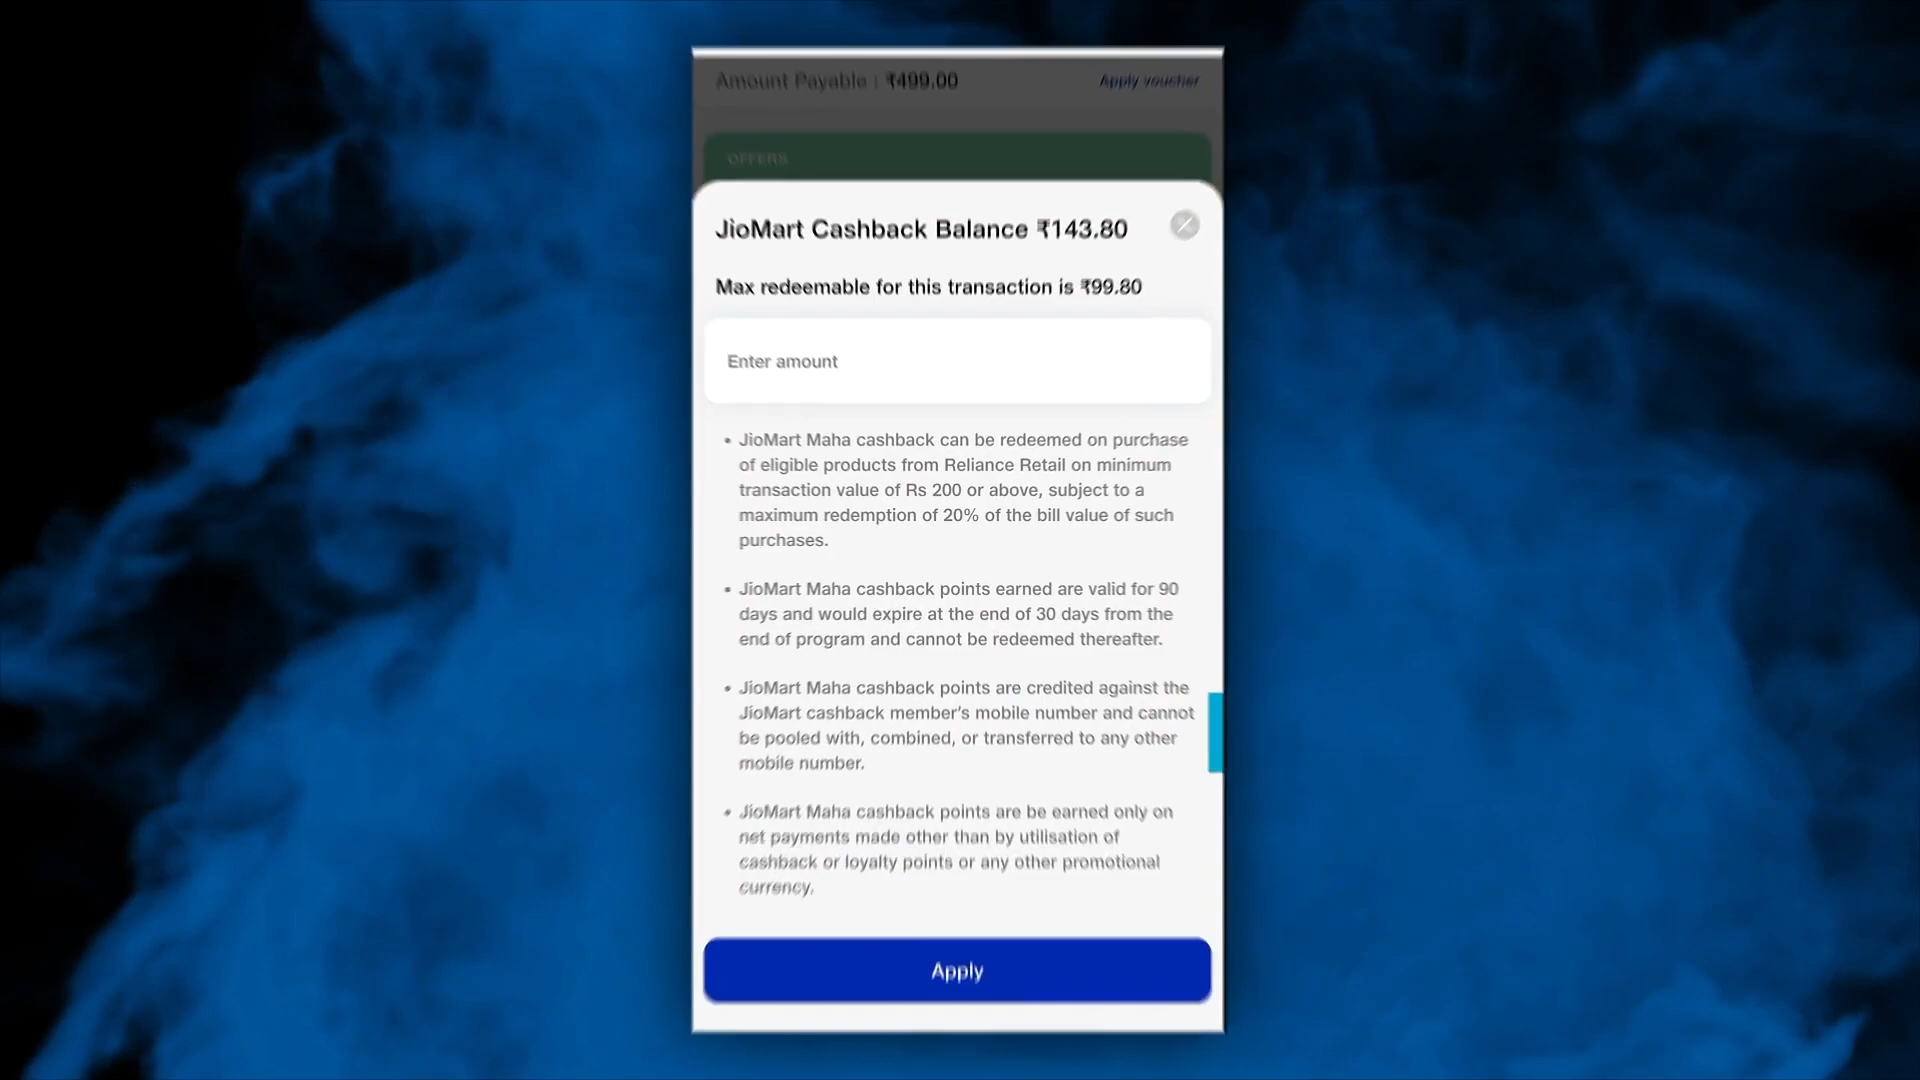 Amount Payable : ₹499.00 Apply voucher
OFFERS
JioMart Cashback Balance ₹143.80
Max redeemable for this transaction is ₹99.80
Enter amount
• JioMart Maha cashback can be redeemed on purchase
of eligible products from Reliance Retail on minimum
transaction value of Rs 200 or above, subject to a
maximum redemption of 20% of the bill value of such
purchases.
• JioMart Maha cashback points earned are valid for 90
days and would expire at the end of 30 days from the
end of program and cannot be redeemed thereafter.
• JioMart Maha cashback points are credited against the
JioMart cashback member's mobile number and cannot
be pooled with, combined, or transferred to any other
mobile number.
• JioMart Maha cashback points are be earned only on
net payments made other than by utilisation of
cashback or loyalty points or any other promotional
currency.
Apply